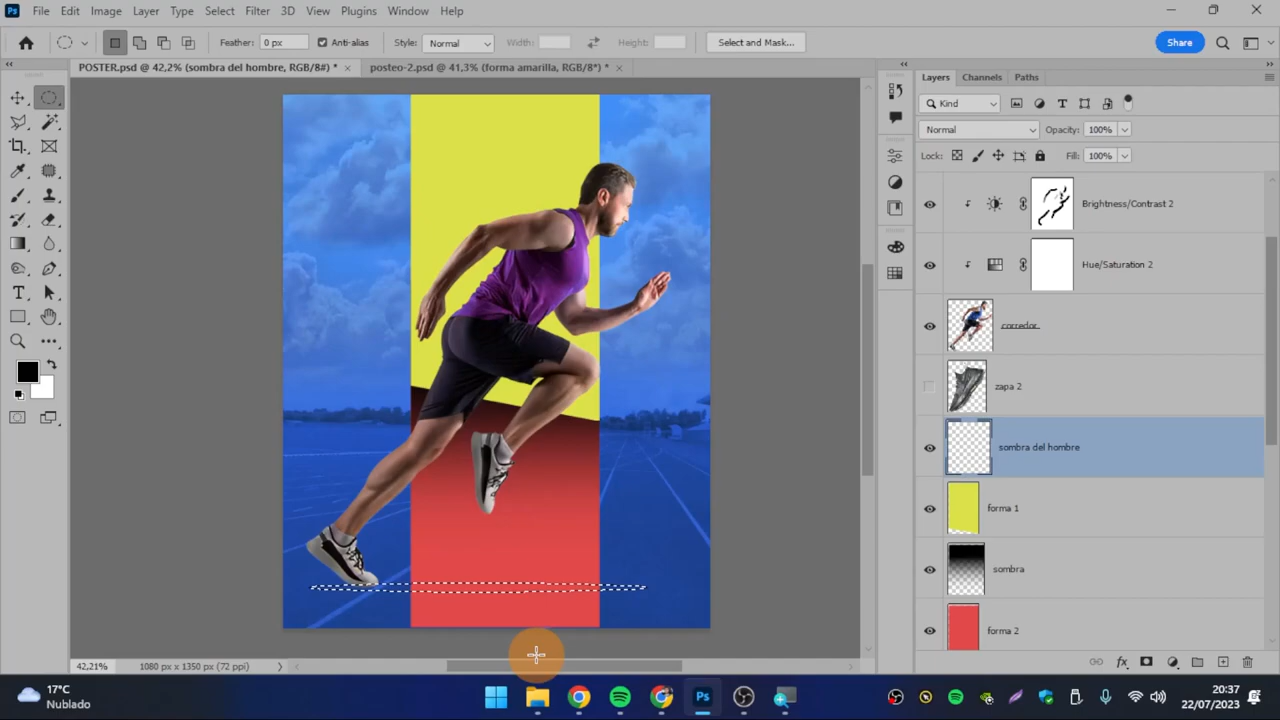 Ps File Edit Image Layer Type Select Filter 3D View Plugins Window Help
Feather: 0 px Anti-alias Style: Normal Width: Height: Select and Mask... Share
POSTER.psd @ 42,2% (sombra del hombre, RGB/8#) * × posteo-2.psd @ 41,3% (forma amarilla, RGB/8*) * ×
Layers Channels Paths
Kind
Normal Opacity: 100%
Lock: Fill: 100%
Brightness/Contrast 2
Hue/Saturation 2
corredor
zapa 2
sombra del hombre
forma 1
sombra
forma 2
42,21% 1080 px x 1350 px (72 ppi)
17°C
Nublado
Ps
20:37
22/07/2023